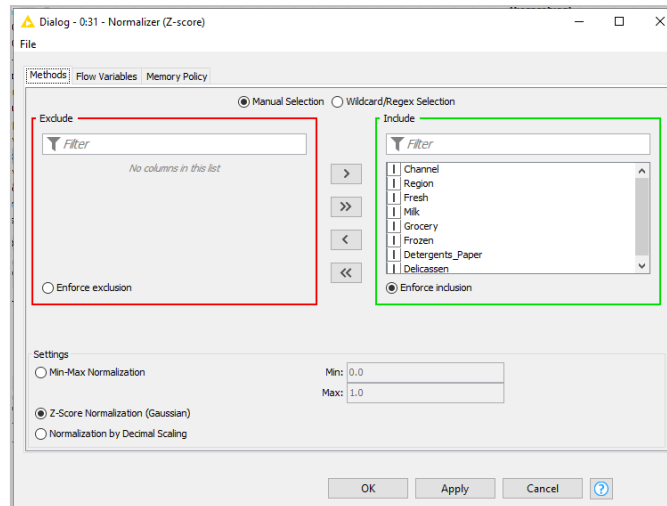 Dialog - 0:31 - Normalizer (Z-score)
File
Methods Flow Variables Memory Policy
Manual Selection Wildcard/Regex Selection
Exclude
Filter
No columns in this list
Enforce exclusion
>
>>
<
<<
Include
Filter
I Channel
I Region
I Fresh
I Milk
I Grocery
I Frozen
I Detergents_Paper
I Delicassen
Enforce inclusion
Settings
Min-Max Normalization
Min: 0.0
Max: 1.0
Z-Score Normalization (Gaussian)
Normalization by Decimal Scaling
OK Apply Cancel ?